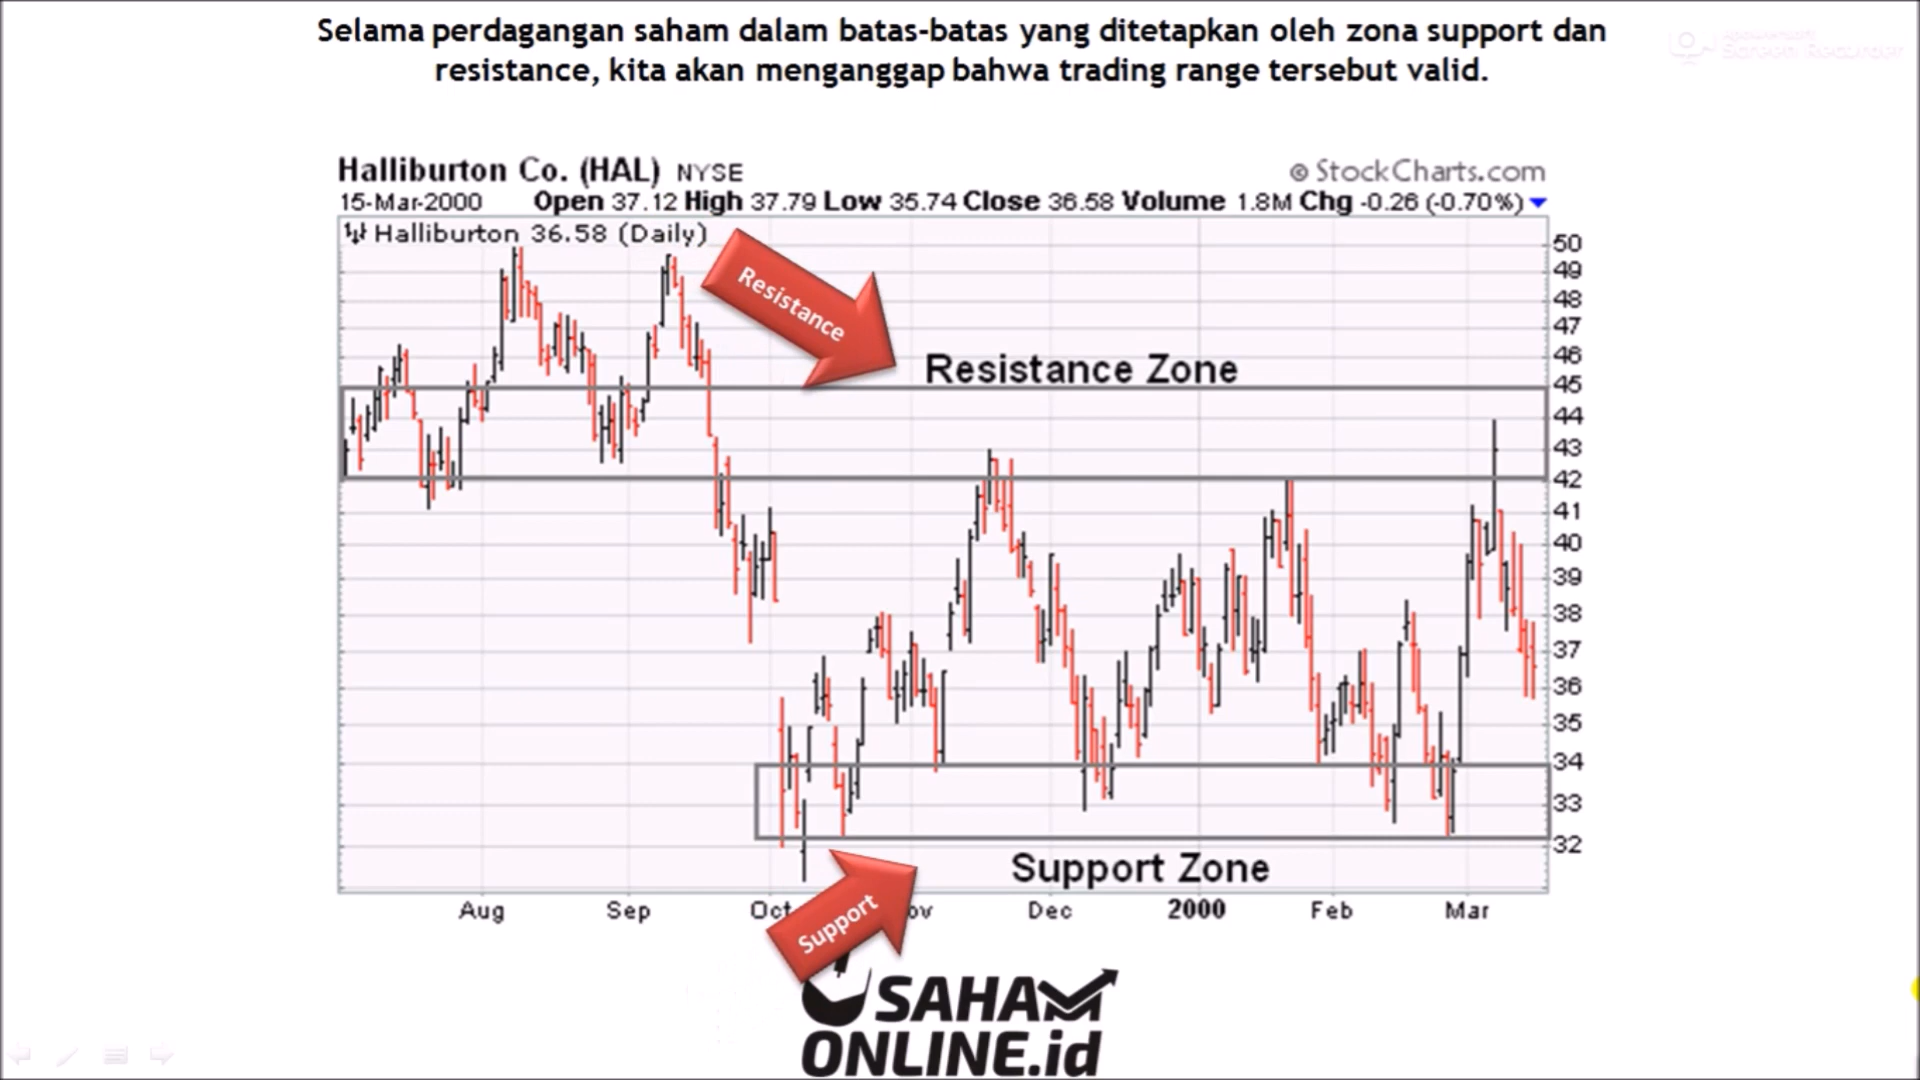 Selama perdagangan saham dalam batas-batas yang ditetapkan oleh zona support dan
resistance, kita akan menganggap bahwa trading range tersebut valid.
Screen Recorder
Halliburton Co. (HAL) NYSE
© StockCharts.com
15-Mar-2000 Open 37.12 High 37.79 Low 35.74 Close 36.58 Volume 1.8M Chg -0.26 (-0.70%)
Halliburton 36.58 (Daily)
Resistance
Resistance Zone
50
49
48
47
46
45
44
43
42
41
40
39
38
37
36
35
34
33
32
Support Zone
Aug Sep Oct ov Dec 2000 Feb Mar
Support
SAHAM
ONLINE.id